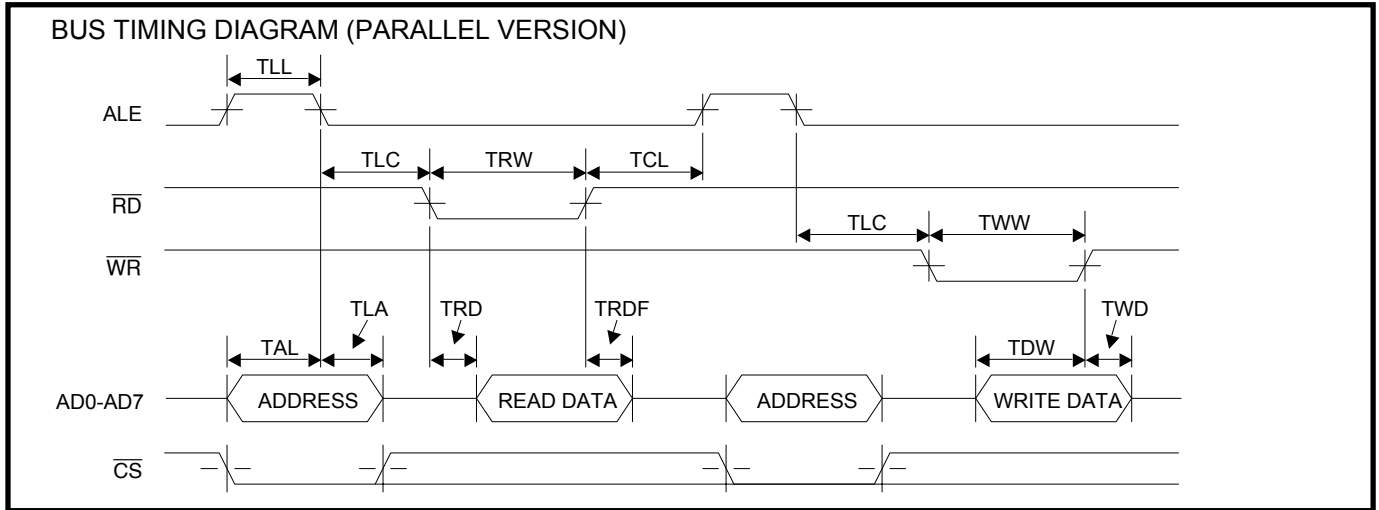 BUS TIMING DIAGRAM (PARALLEL VERSION)
TLL
ALE
TLC TRW TCL
RD
TLC TWW
WR
TLA TRD TRDF TWD
TAL TDW
AD0-AD7 ADDRESS READ DATA ADDRESS WRITE DATA
CS